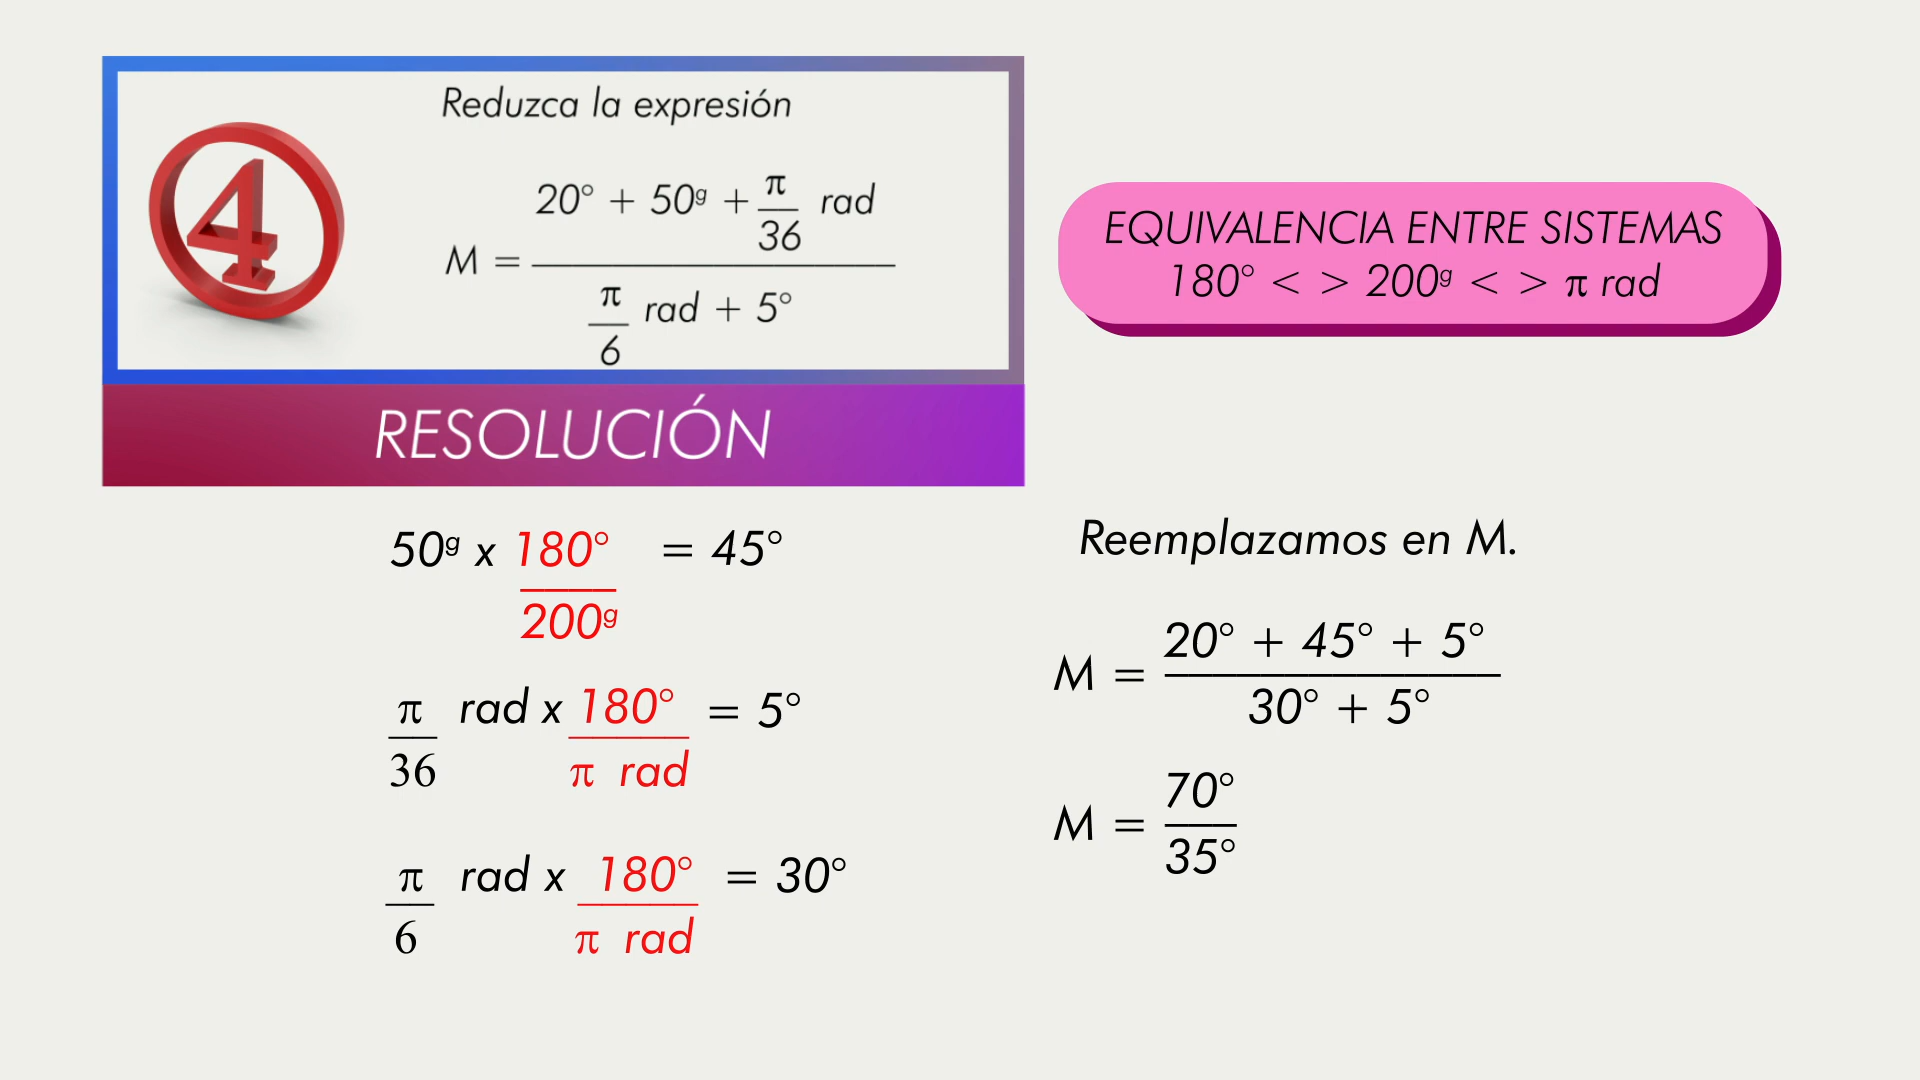 4
Reduzca la expresión
M = 20° + 50ᵍ + π/36 rad
π/6 rad + 5°
RESOLUCIÓN
EQUIVALENCIA ENTRE SISTEMAS
180° < > 200ᵍ < > π rad
50ᵍ x 180°/200ᵍ = 45°
π/36 rad x 180°/π rad = 5°
π/6 rad x 180°/π rad = 30°
Reemplazamos en M.
M = 20° + 45° + 5°
30° + 5°
M = 70°
35°